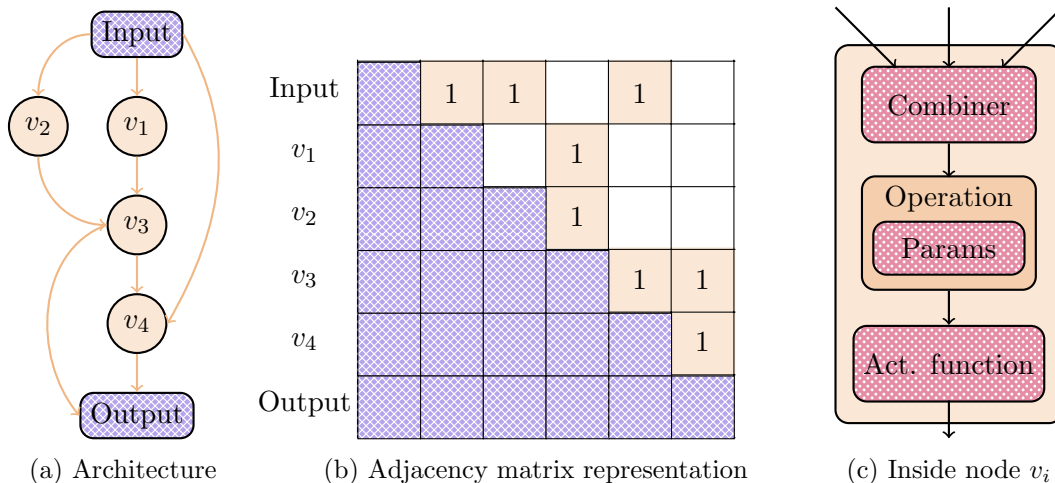 Input
v₂ v₁
v₃
v₄
Output
(a) Architecture
Input 1 1 1
v₁ 1
v₂ 1
v₃ 1 1
v₄ 1
Output
(b) Adjacency matrix representation
Combiner
Operation
Params
Act. function
(c) Inside node vᵢ